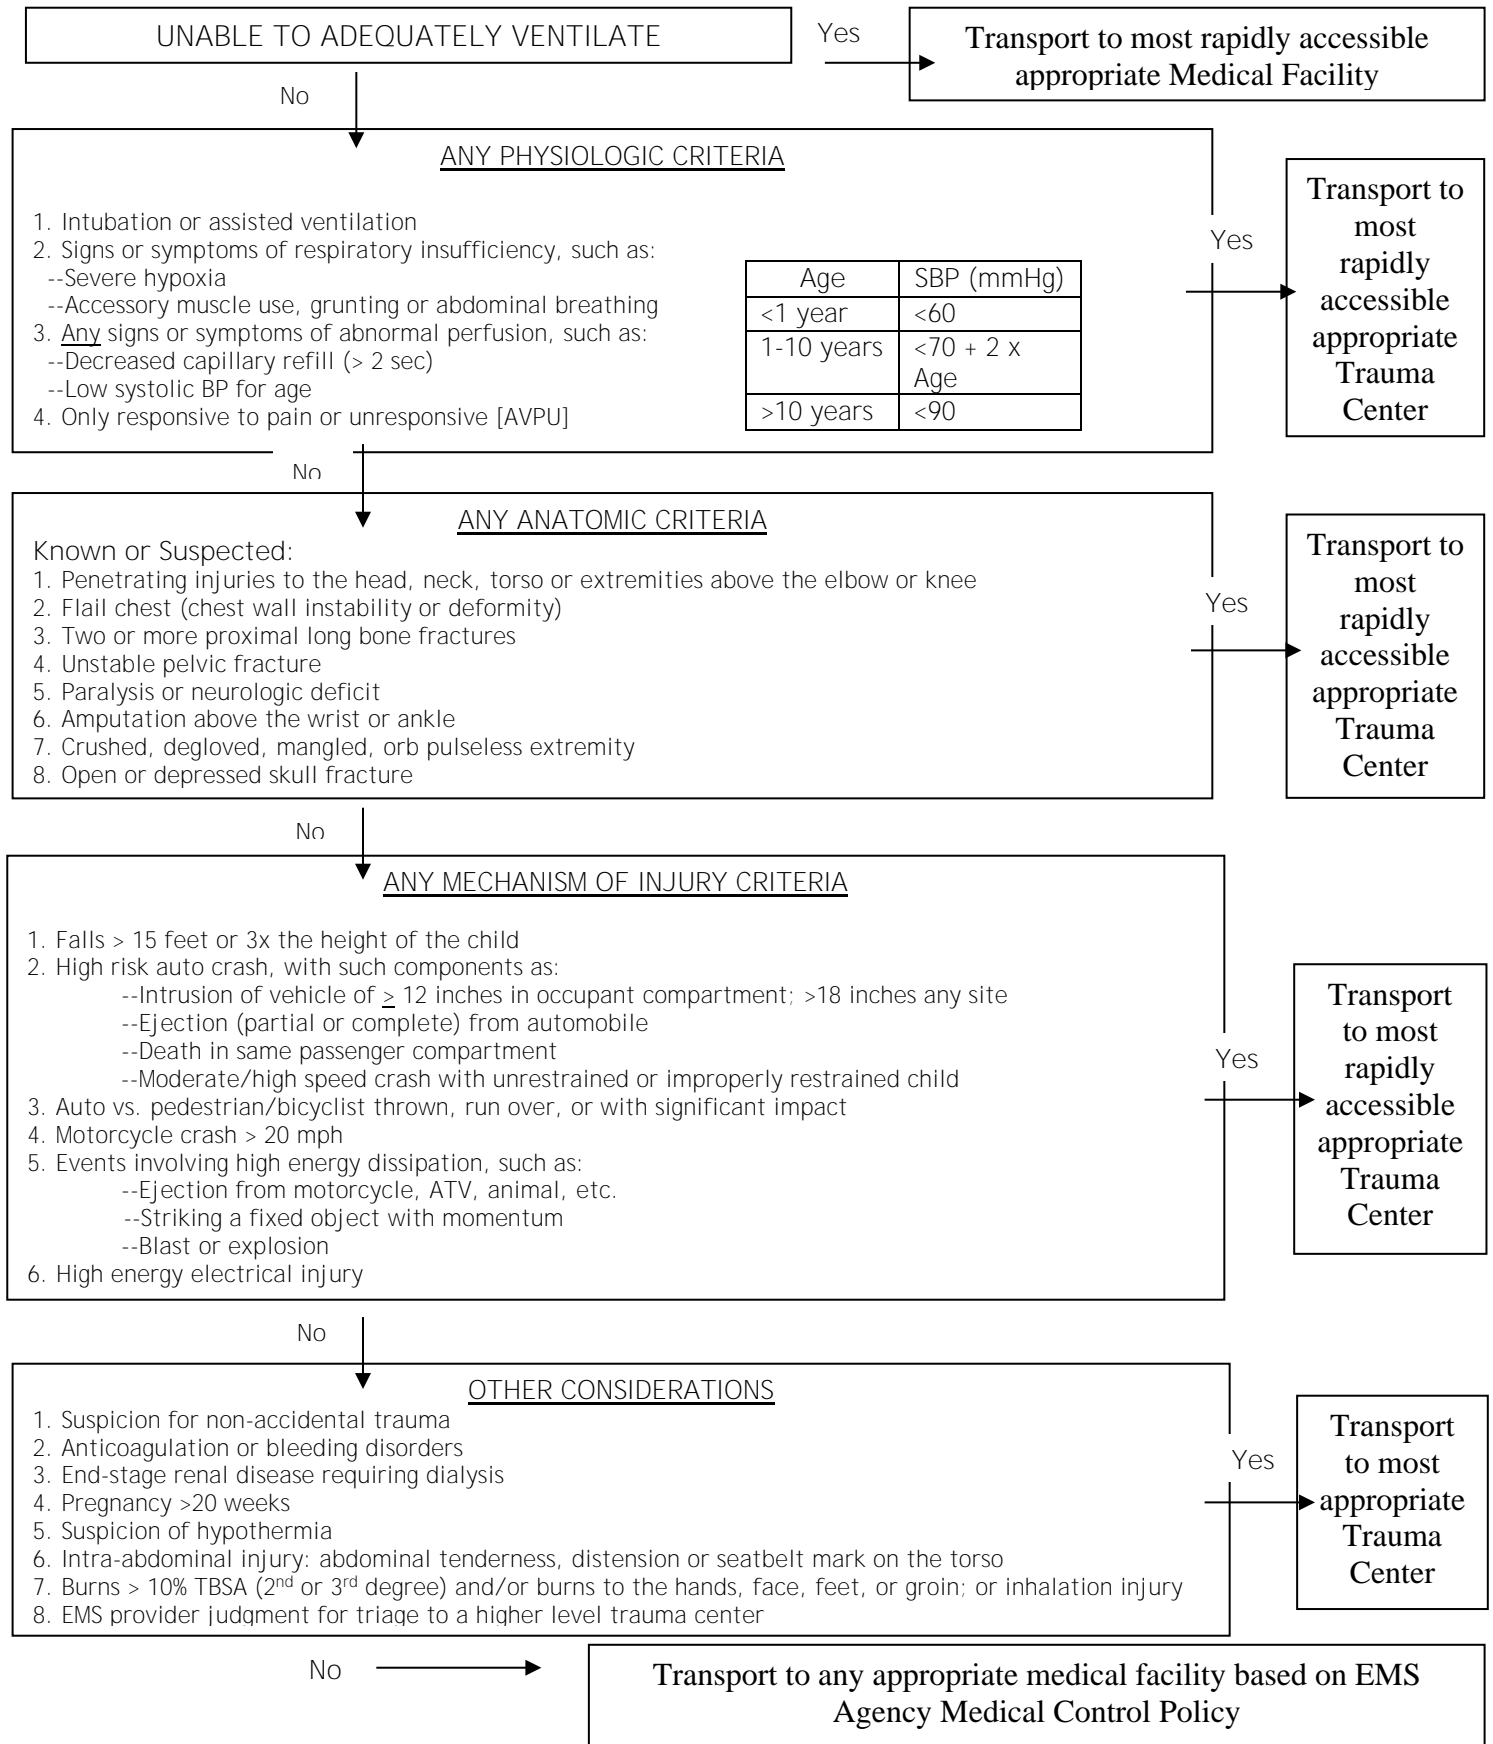 UNABLE TO ADEQUATELY VENTILATE
Yes
Transport to most rapidly accessible
appropriate Medical Facility
No
ANY PHYSIOLOGIC CRITERIA
1. Intubation or assisted ventilation
2. Signs or symptoms of respiratory insufficiency, such as:
--Severe hypoxia
--Accessory muscle use, grunting or abdominal breathing
3. Any signs or symptoms of abnormal perfusion, such as:
--Decreased capillary refill (> 2 sec)
--Low systolic BP for age
4. Only responsive to pain or unresponsive [AVPU]
Age SBP (mmHg)
<1 year <60
1-10 years <70 + 2 x
Age
>10 years <90
Yes
Transport to
most
rapidly
accessible
appropriate
Trauma
Center
No
ANY ANATOMIC CRITERIA
Known or Suspected:
1. Penetrating injuries to the head, neck, torso or extremities above the elbow or knee
2. Flail chest (chest wall instability or deformity)
3. Two or more proximal long bone fractures
4. Unstable pelvic fracture
5. Paralysis or neurologic deficit
6. Amputation above the wrist or ankle
7. Crushed, degloved, mangled, orb pulseless extremity
8. Open or depressed skull fracture
Yes
Transport to
most
rapidly
accessible
appropriate
Trauma
Center
No
ANY MECHANISM OF INJURY CRITERIA
1. Falls > 15 feet or 3x the height of the child
2. High risk auto crash, with such components as:
--Intrusion of vehicle of ≥ 12 inches in occupant compartment; >18 inches any site
--Ejection (partial or complete) from automobile
--Death in same passenger compartment
--Moderate/high speed crash with unrestrained or improperly restrained child
3. Auto vs. pedestrian/bicyclist thrown, run over, or with significant impact
4. Motorcycle crash > 20 mph
5. Events involving high energy dissipation, such as:
--Ejection from motorcycle, ATV, animal, etc.
--Striking a fixed object with momentum
--Blast or explosion
6. High energy electrical injury
Yes
Transport
to most
rapidly
accessible
appropriate
Trauma
Center
No
OTHER CONSIDERATIONS
1. Suspicion for non-accidental trauma
2. Anticoagulation or bleeding disorders
3. End-stage renal disease requiring dialysis
4. Pregnancy >20 weeks
5. Suspicion of hypothermia
6. Intra-abdominal injury: abdominal tenderness, distension or seatbelt mark on the torso
7. Burns > 10% TBSA (2nd or 3rd degree) and/or burns to the hands, face, feet, or groin; or inhalation injury
8. EMS provider judgment for triage to a higher level trauma center
Yes
Transport
to most
appropriate
Trauma
Center
No
Transport to any appropriate medical facility based on EMS
Agency Medical Control Policy